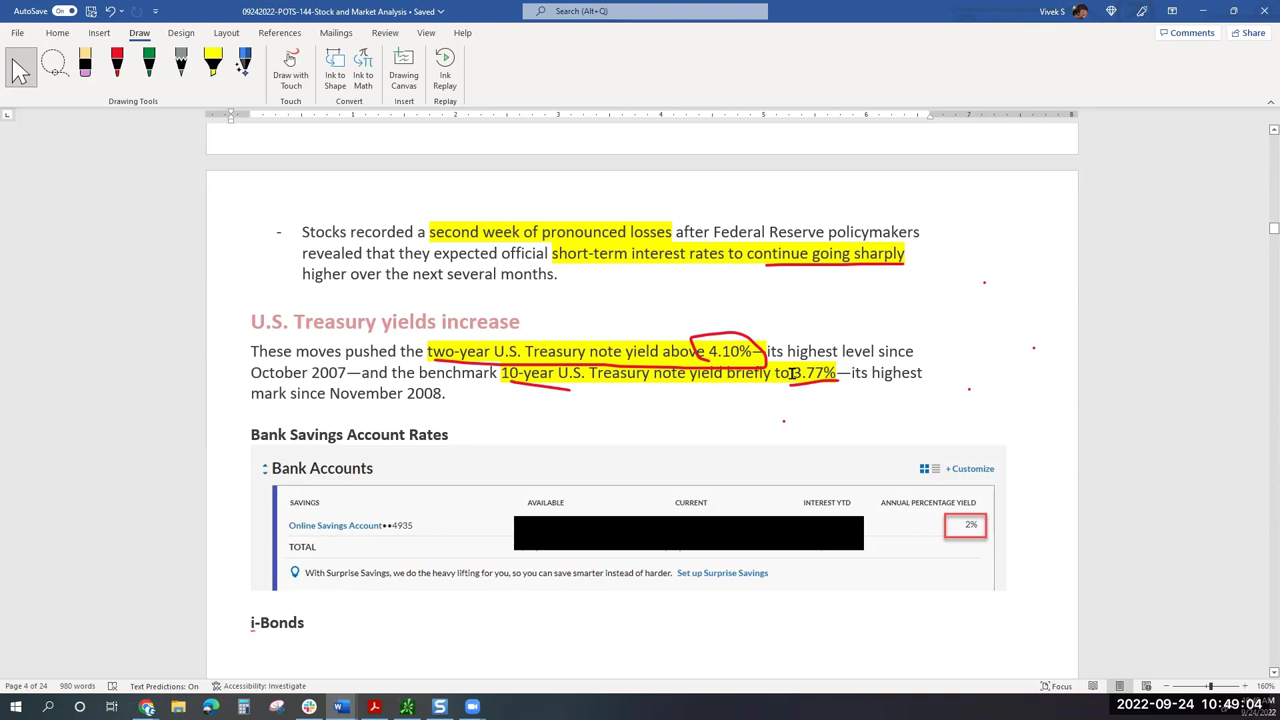 AutoSave On 09242022-POTS-144-Stock and Market Analysis • Saved Search (Alt+Q) Vivek S
File Home Insert Draw Design Layout References Mailings Review View Help Comments Share
Draw with Touch
Ink to Shape
Ink to Math
Drawing Canvas
Ink Replay
Drawing Tools Touch Convert Insert Replay
1 2 3 4 5 6 7 8
- Stocks recorded a second week of pronounced losses after Federal Reserve policymakers
revealed that they expected official short-term interest rates to continue going sharply
higher over the next several months.
U.S. Treasury yields increase
These moves pushed the two-year U.S. Treasury note yield above 4.10%—its highest level since
October 2007—and the benchmark 10-year U.S. Treasury note yield briefly to 3.77%—its highest
mark since November 2008.
Bank Savings Account Rates
Bank Accounts + Customize
SAVINGS AVAILABLE CURRENT INTEREST YTD ANNUAL PERCENTAGE YIELD
Online Savings Account••4935 2%
TOTAL
With Surprise Savings, we do the heavy lifting for you, so you can save smarter instead of harder. Set up Surprise Savings
i-Bonds
Page 4 of 24 980 words Text Predictions: On Accessibility: Investigate Focus 160%
2022-09-24 10:49:04